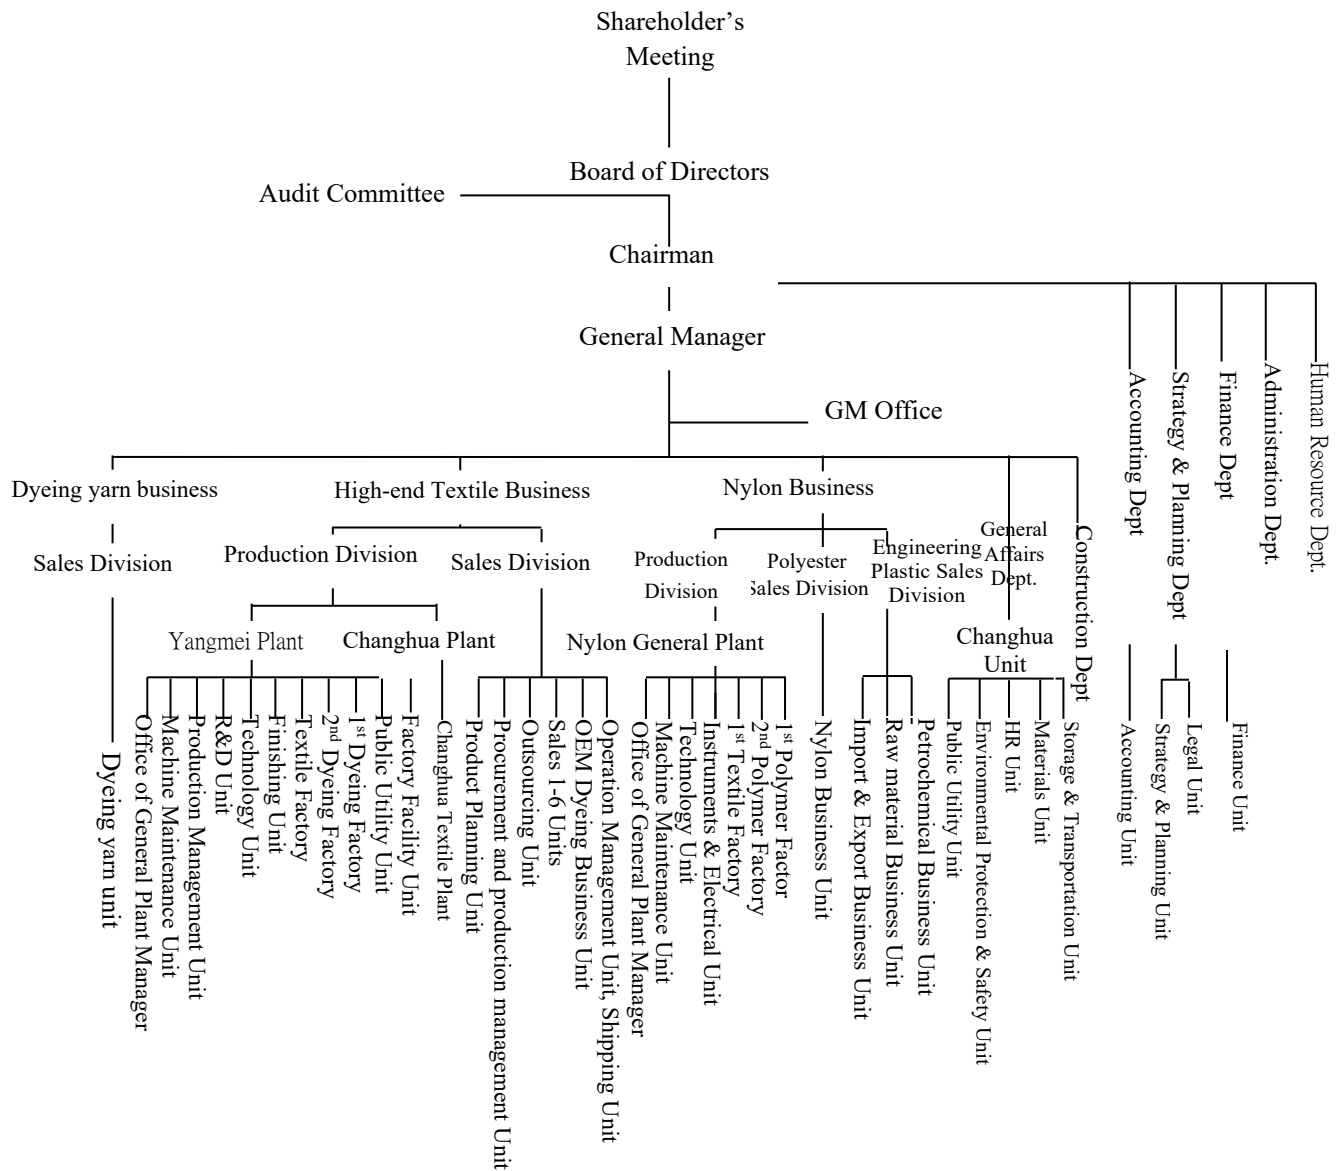 Shareholder’s
Meeting
Board of Directors
Audit Committee
Chairman
General Manager
GM Office
Accounting Dept
Strategy & Planning Dept
Finance Dept
Administration Dept.
Human Resource Dept.
Dyeing yarn business
High-end Textile Business
Nylon Business
General
Affairs
Dept.
Construction Dept
Sales Division
Production Division
Sales Division
Production
Division
Polyester
Sales Division
Engineering
Plastic Sales
Division
Yangmei Plant
Changhua Plant
Nylon General Plant
Changhua
Unit
Dyeing yarn unit
Office of General Plant Manager
Machine Maintenance Unit
Production Management Unit
R&D Unit
Technology Unit
Finishing Unit
Textile Factory
2nd Dyeing Factory
1st Dyeing Factory
Public Utility Unit
Factory Facility Unit
Changhua Textile Plant
Product Planning Unit
Procurement and production management Unit
Outsourcing Unit
Sales 1-6 Units
OEM Dyeing Business Unit
Operation Management Unit, Shipping Unit
Office of General Plant Manager
Machine Maintenance Unit
Technology Unit
Instruments & Electrical Unit
1st Textile Factory
2nd Polymer Factory
1st Polymer Factor
Nylon Business Unit
Import & Export Business Unit
Raw material Business Unit
Petrochemical Business Unit
Public Utility Unit
Environmental Protection & Safety Unit
HR Unit
Materials Unit
Storage & Transportation Unit
Accounting Unit
Strategy & Planning Unit
Legal Unit
Finance Unit